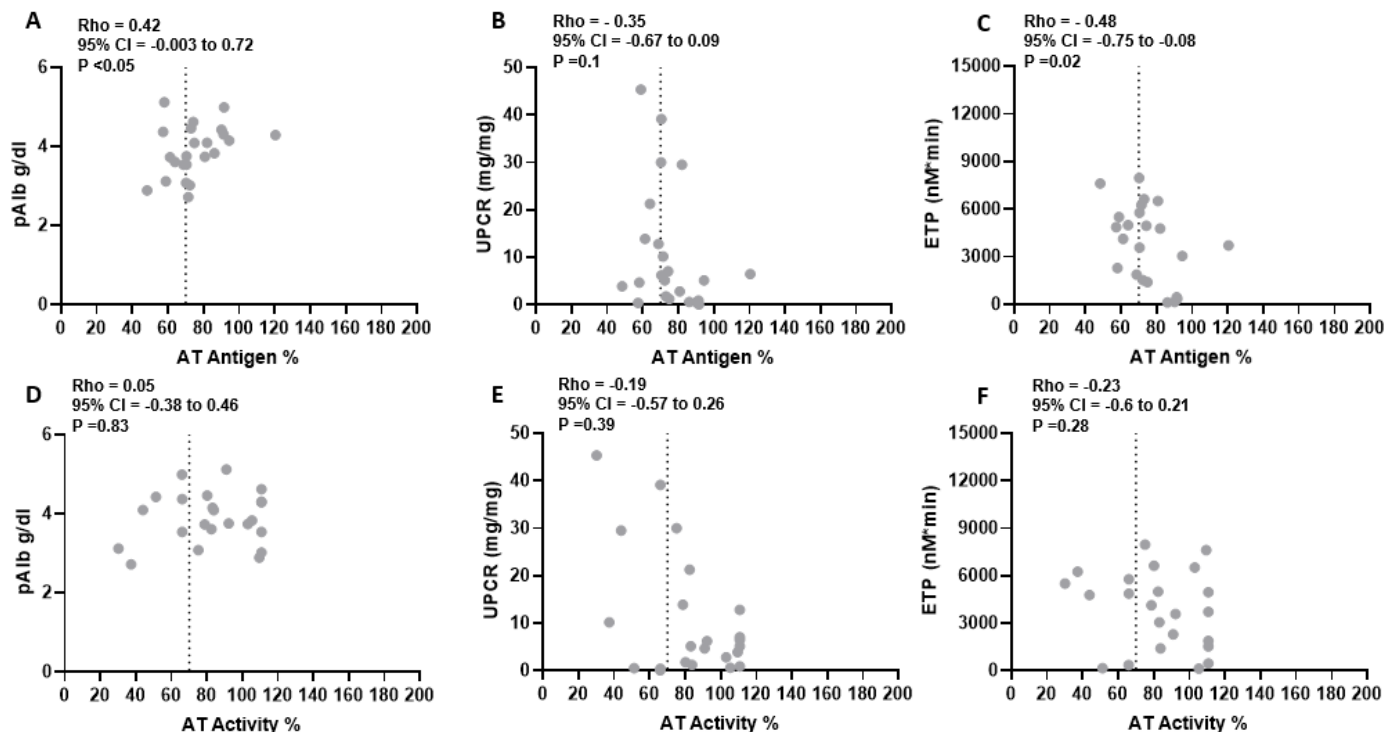 A
Rho = 0.42
95% CI = -0.003 to 0.72
P <0.05
6
4
2
0
pAlb g/dl
0 20 40 60 80 100 120 140 160 180 200
AT Antigen %
B
Rho = - 0.35
95% CI = -0.67 to 0.09
P =0.1
50
40
30
20
10
0
UPCR (mg/mg)
0 20 40 60 80 100 120 140 160 180 200
AT Antigen %
C
Rho = - 0.48
95% CI = -0.75 to -0.08
P =0.02
15000
12000
9000
6000
3000
0
ETP (nM*min)
0 20 40 60 80 100 120 140 160 180 200
AT Antigen %
D
Rho = 0.05
95% CI = -0.38 to 0.46
P =0.83
6
4
2
0
pAlb g/dl
0 20 40 60 80 100 120 140 160 180 200
AT Activity %
E
Rho = -0.19
95% CI = -0.57 to 0.26
P =0.39
50
40
30
20
10
0
UPCR (mg/mg)
0 20 40 60 80 100 120 140 160 180 200
AT Activity %
F
Rho = -0.23
95% CI = -0.6 to 0.21
P =0.28
15000
12000
9000
6000
3000
0
ETP (nM*min)
0 20 40 60 80 100 120 140 160 180 200
AT Activity %